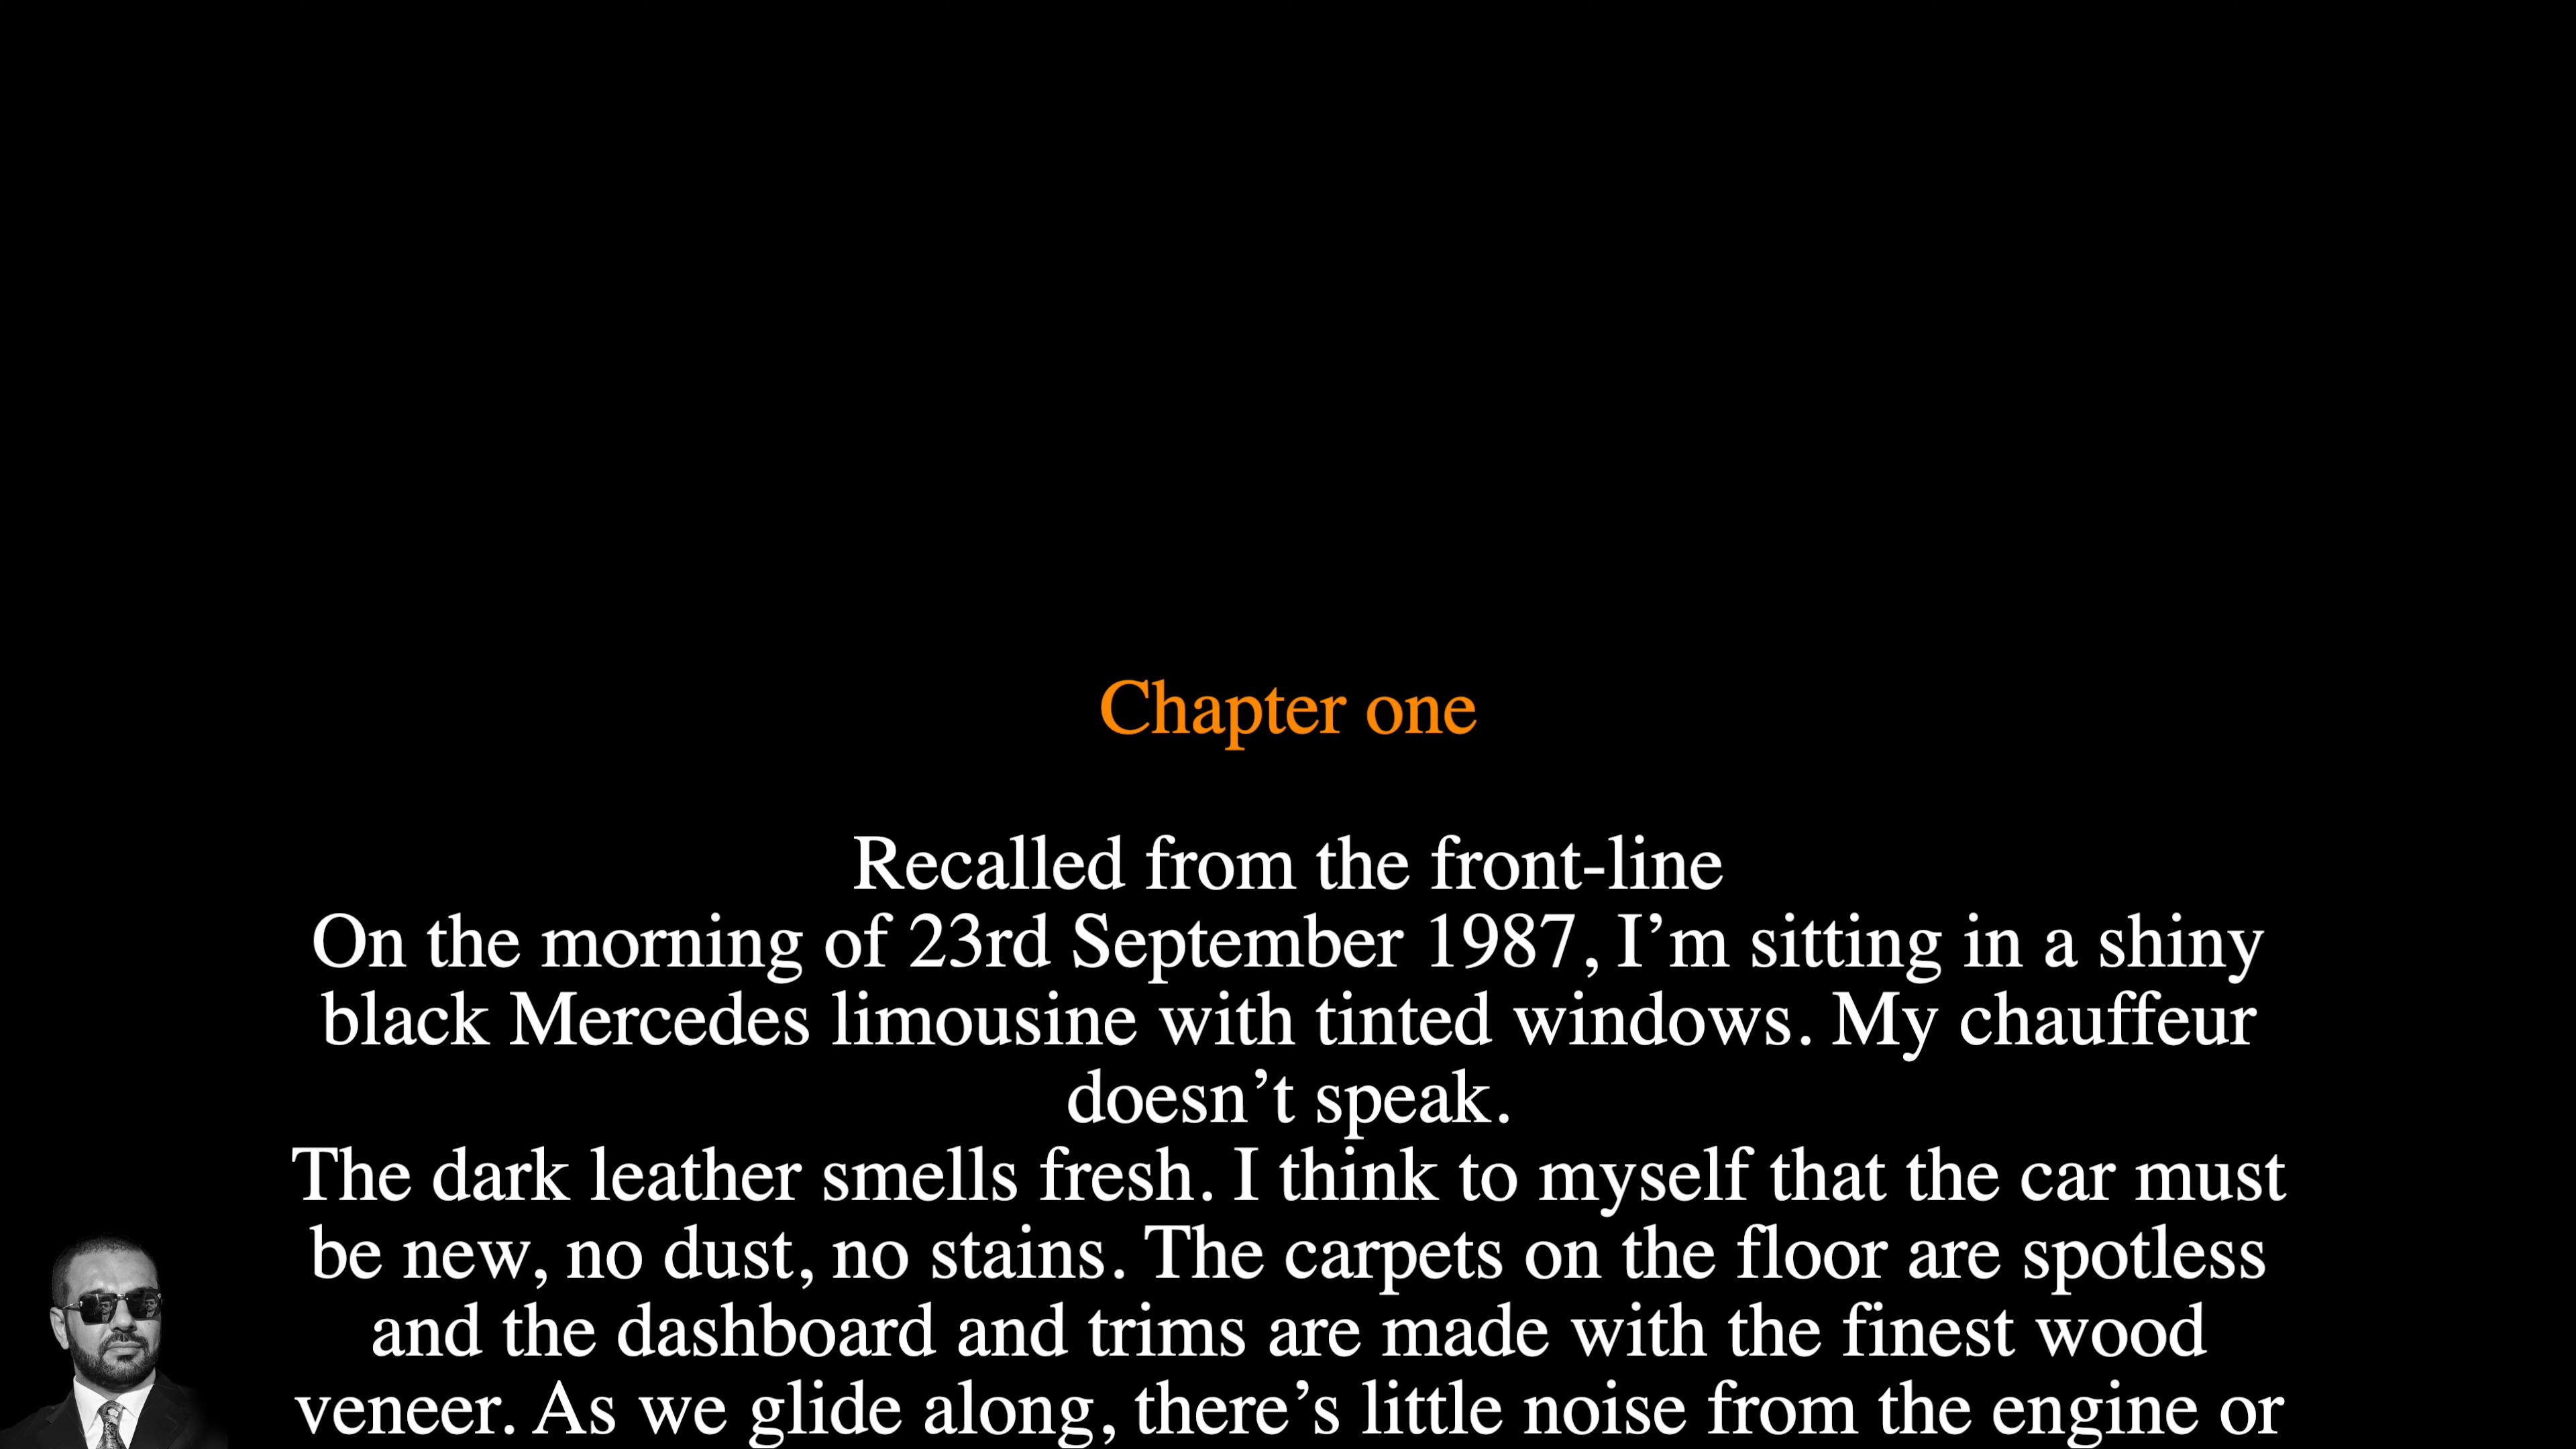 Chapter one
Recalled from the front-line
On the morning of 23rd September 1987, I’m sitting in a shiny
black Mercedes limousine with tinted windows. My chauffeur
doesn’t speak.
The dark leather smells fresh. I think to myself that the car must
be new, no dust, no stains. The carpets on the floor are spotless
and the dashboard and trims are made with the finest wood
veneer. As we glide along, there’s little noise from the engine or